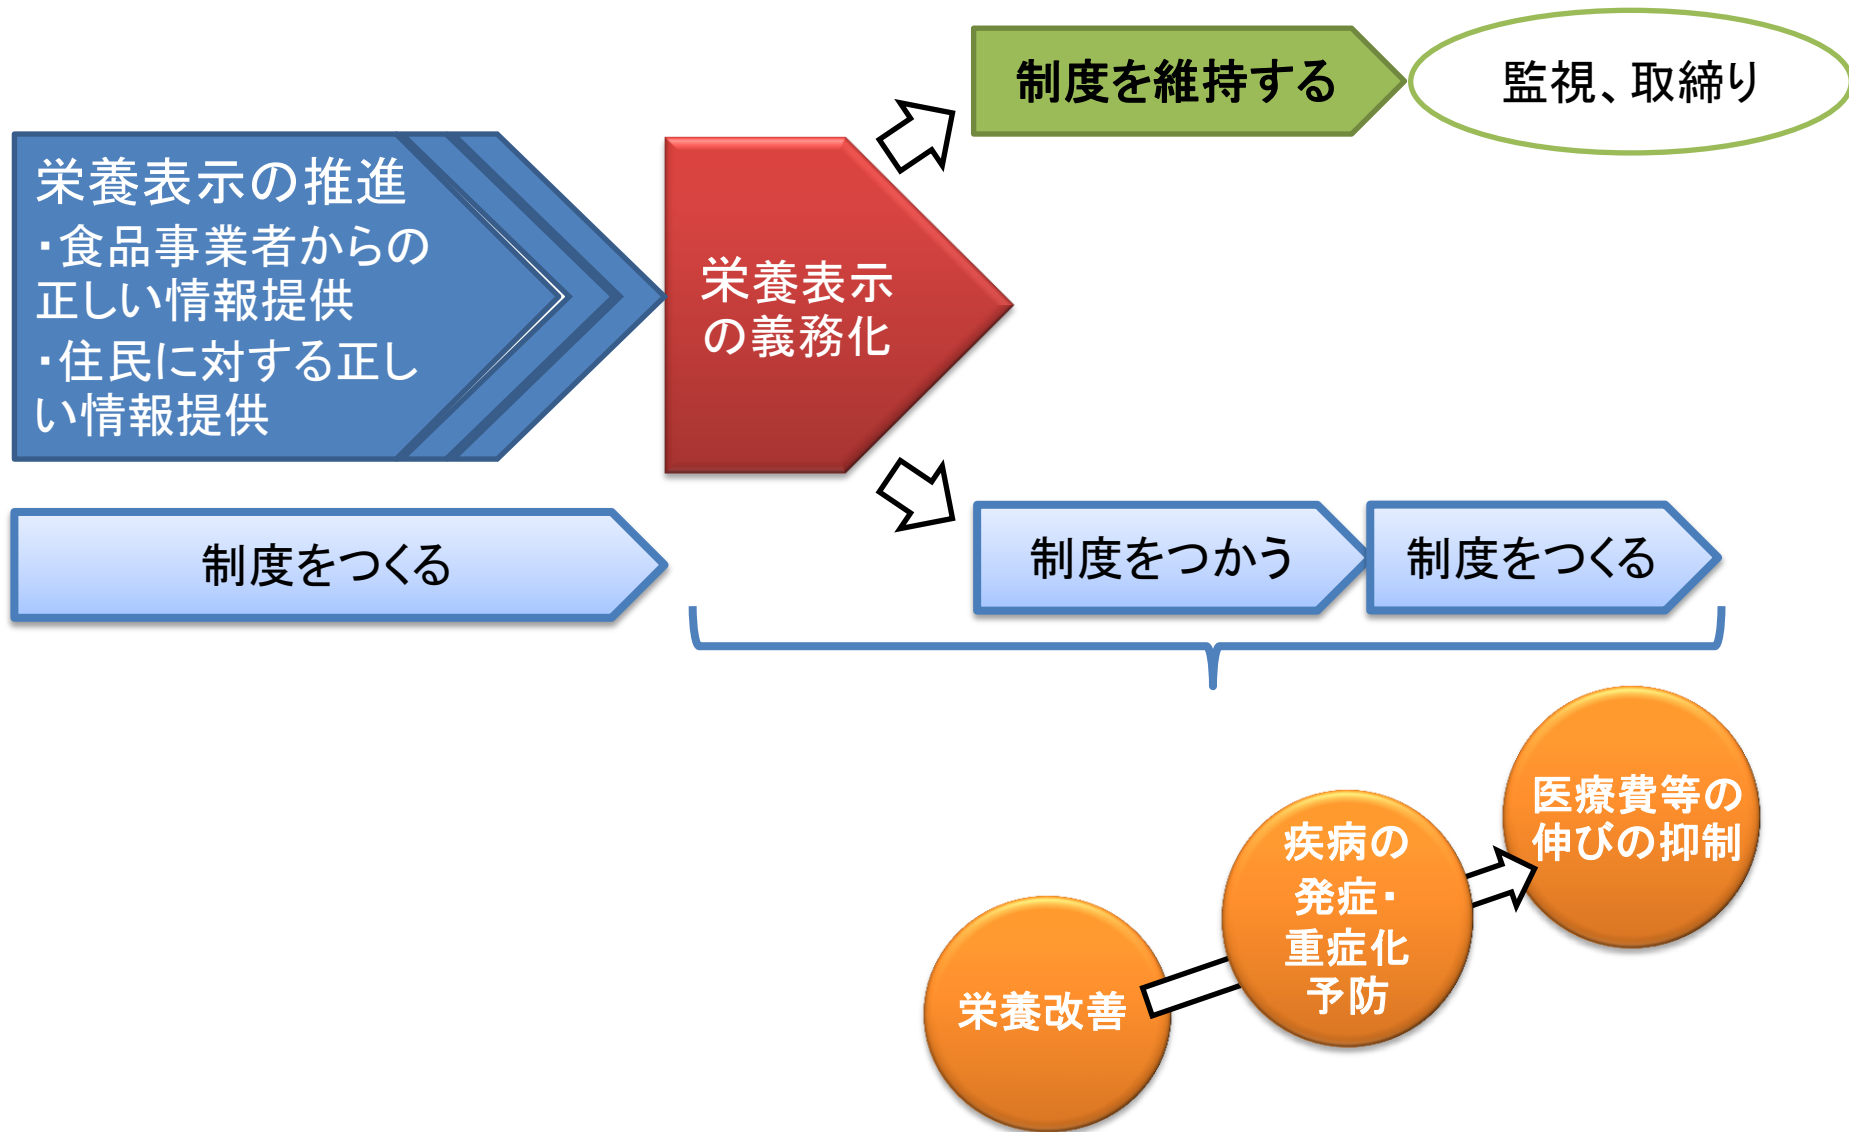 制度を維持する
監視、取締り
栄養表示の推進
・食品事業者からの
正しい情報提供
・住民に対する正し
い情報提供
栄養表示
の義務化
制度をつくる
制度をつかう
制度をつくる
医療費等の
伸びの抑制
疾病の
発症・
重症化
予防
栄養改善